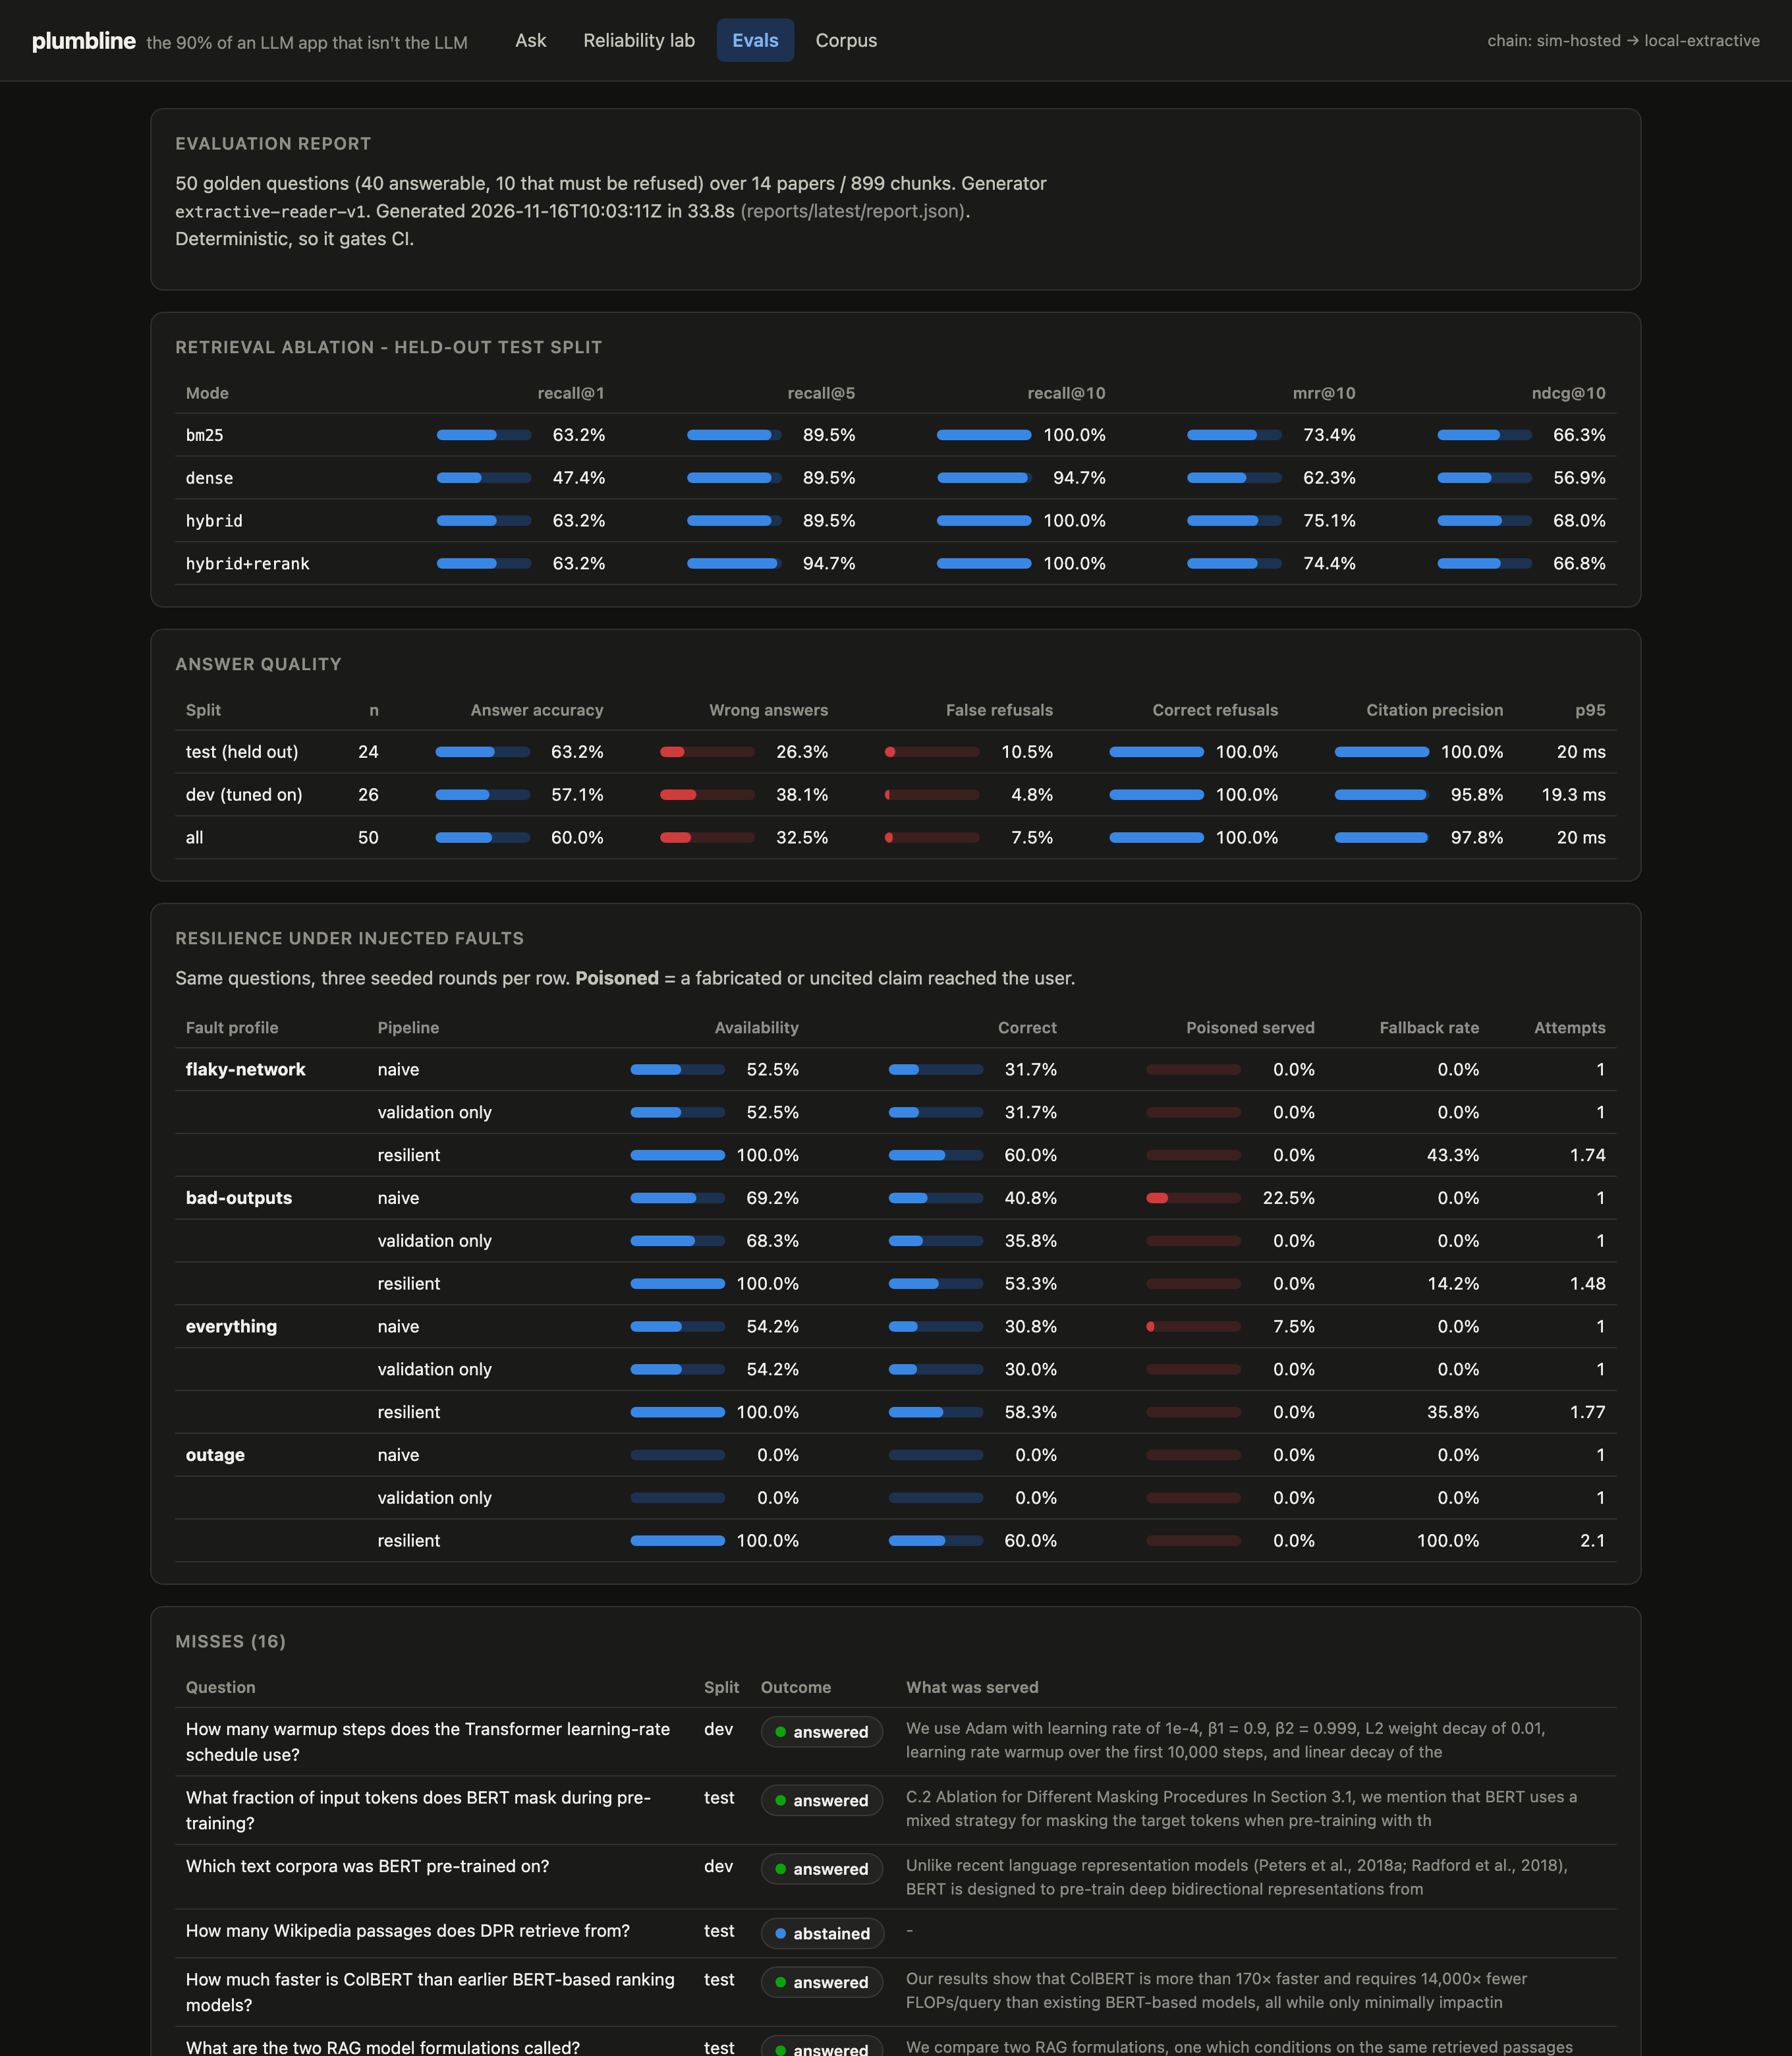 plumbline the 90% of an LLM app that isn't the LLM Ask Reliability lab Evals Corpus chain: sim-hosted → local-extractive
EVALUATION REPORT
50 golden questions (40 answerable, 10 that must be refused) over 14 papers / 899 chunks. Generator
extractive-reader-v1. Generated 2026-11-16T10:03:11Z in 33.8s (reports/latest/report.json).
Deterministic, so it gates CI.
RETRIEVAL ABLATION - HELD-OUT TEST SPLIT
Mode recall@1 recall@5 recall@10 mrr@10 ndcg@10
bm25 63.2% 89.5% 100.0% 73.4% 66.3%
dense 47.4% 89.5% 94.7% 62.3% 56.9%
hybrid 63.2% 89.5% 100.0% 75.1% 68.0%
hybrid+rerank 63.2% 94.7% 100.0% 74.4% 66.8%
ANSWER QUALITY
Split n Answer accuracy Wrong answers False refusals Correct refusals Citation precision p95
test (held out) 24 63.2% 26.3% 10.5% 100.0% 100.0% 20 ms
dev (tuned on) 26 57.1% 38.1% 4.8% 100.0% 95.8% 19.3 ms
all 50 60.0% 32.5% 7.5% 100.0% 97.8% 20 ms
RESILIENCE UNDER INJECTED FAULTS
Same questions, three seeded rounds per row. Poisoned = a fabricated or uncited claim reached the user.
Fault profile Pipeline Availability Correct Poisoned served Fallback rate Attempts
flaky-network naive 52.5% 31.7% 0.0% 0.0% 1
validation only 52.5% 31.7% 0.0% 0.0% 1
resilient 100.0% 60.0% 0.0% 43.3% 1.74
bad-outputs naive 69.2% 40.8% 22.5% 0.0% 1
validation only 68.3% 35.8% 0.0% 0.0% 1
resilient 100.0% 53.3% 0.0% 14.2% 1.48
everything naive 54.2% 30.8% 7.5% 0.0% 1
validation only 54.2% 30.0% 0.0% 0.0% 1
resilient 100.0% 58.3% 0.0% 35.8% 1.77
outage naive 0.0% 0.0% 0.0% 0.0% 1
validation only 0.0% 0.0% 0.0% 0.0% 1
resilient 100.0% 60.0% 0.0% 100.0% 2.1
MISSES (16)
Question Split Outcome What was served
How many warmup steps does the Transformer learning-rate
schedule use?
dev
answered
We use Adam with learning rate of 1e-4, β1 = 0.9, β2 = 0.999, L2 weight decay of 0.01,
learning rate warmup over the first 10,000 steps, and linear decay of the
What fraction of input tokens does BERT mask during pre-
training?
test
answered
C.2 Ablation for Different Masking Procedures In Section 3.1, we mention that BERT uses a
mixed strategy for masking the target tokens when pre-training with th
Which text corpora was BERT pre-trained on?
dev
answered
Unlike recent language representation models (Peters et al., 2018a; Radford et al., 2018),
BERT is designed to pre-train deep bidirectional representations from
How many Wikipedia passages does DPR retrieve from?
test
abstained
-
How much faster is ColBERT than earlier BERT-based ranking
models?
test
answered
Our results show that ColBERT is more than 170× faster and requires 14,000× fewer
FLOPs/query than existing BERT-based models, all while only minimally impactin
What are the two RAG model formulations called?
test
answered
We compare two RAG formulations, one which conditions on the same retrieved passages